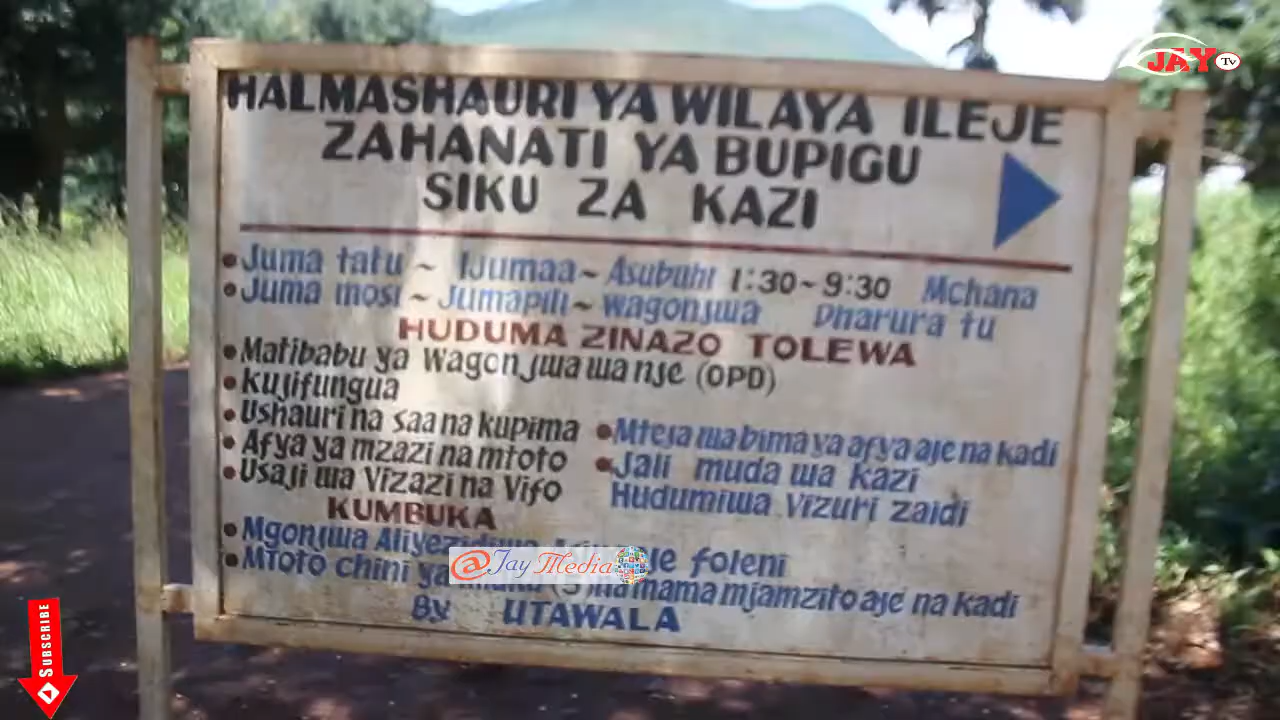 JAY Tv
HALMASHAURI YA WILAYA ILEJE
ZAHANATI YA BUPIGU
SIKU ZA KAZI
• Juma tatu ~ Ijumaa ~ Asubuhi 1:30 ~ 9:30 Mchana
• Juma mosi ~ Jumapili ~ wagonjwa Dharura tu
HUDUMA ZINAZO TOLEWA
• Matibabu ya wagonjwa wa nje (OPD)
• Kujifungua
• Ushauri na saa na kupima
• Afya ya mzazi na mtoto
• Usaji wa Vizazi na Vifo
• Mteja wa bima ya afya aje na kadi
• Jali muda wa kazi
Hudumiwa Vizuri zaidi
KUMBUKA
• Mgonjwa Aliyezidiwa foleni
• Mtoto chini ya (5) na mama mjamzito aje na kadi
By UTAWALA
@Jay Media
SUBSCRIBE